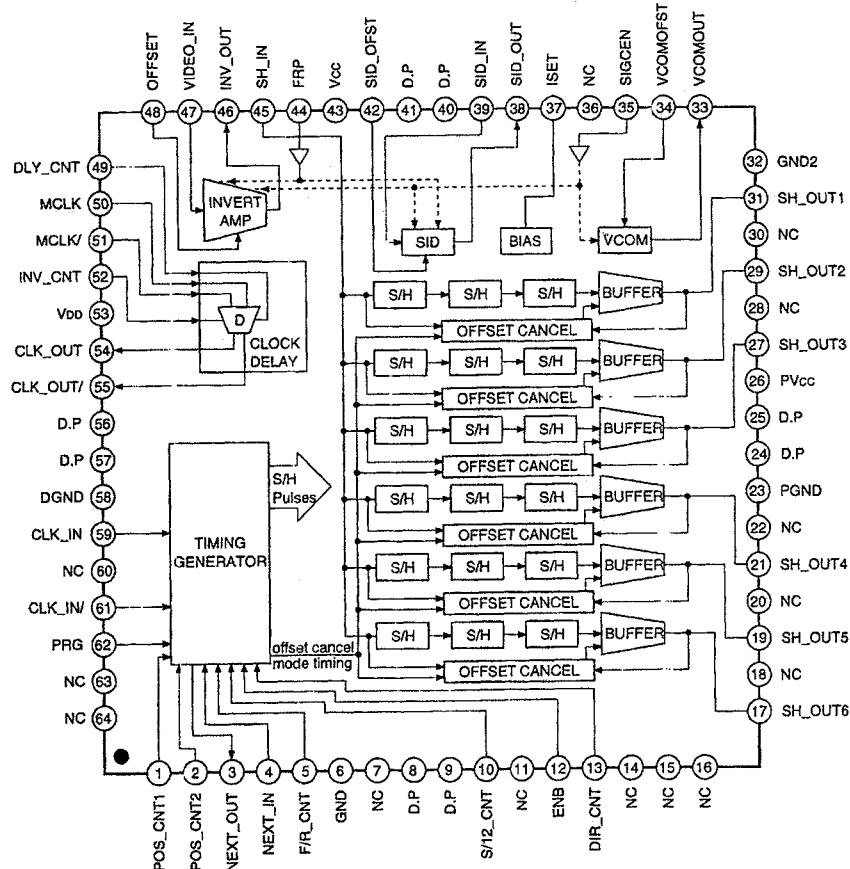 OFFSET
VIDEO_IN
INV_OUT
SH_IN
FRP
Vcc
SID_OFST
D.P
D.P
SID_IN
SID_OUT
ISET
NC
SIGCEN
VCOMOFST
VCOMOUT
48 47 46 45 44 43 42 41 40 39 38 37 36 35 34 33
DLY_CNT 49
MCLK 50
MCLK/ 51
INV_CNT 52
VDD 53
CLK_OUT 54
CLK_OUT/ 55
D.P 56
D.P 57
DGND 58
CLK_IN 59
NC 60
CLK_IN/ 61
PRG 62
NC 63
NC 64
INVERT
AMP
SID
BIAS
VCOM
D
CLOCK
DELAY
S/H S/H S/H BUFFER
OFFSET CANCEL
S/H S/H S/H BUFFER
OFFSET CANCEL
S/H S/H S/H BUFFER
OFFSET CANCEL
S/H S/H S/H BUFFER
OFFSET CANCEL
S/H S/H S/H BUFFER
OFFSET CANCEL
S/H S/H S/H BUFFER
OFFSET CANCEL
TIMING
GENERATOR
S/H
Pulses
offset cancel
mode timing
32 GND2
31 SH_OUT1
30 NC
29 SH_OUT2
28 NC
27 SH_OUT3
26 PVcc
25 D.P
24 D.P
23 PGND
22 NC
21 SH_OUT4
20 NC
19 SH_OUT5
18 NC
17 SH_OUT6
1 2 3 4 5 6 7 8 9 10 11 12 13 14 15 16
POS_CNT1
POS_CNT2
NEXT_OUT
NEXT_IN
F/R_CNT
GND
NC
D.P
D.P
S/12_CNT
NC
ENB
DIR_CNT
NC
NC
NC